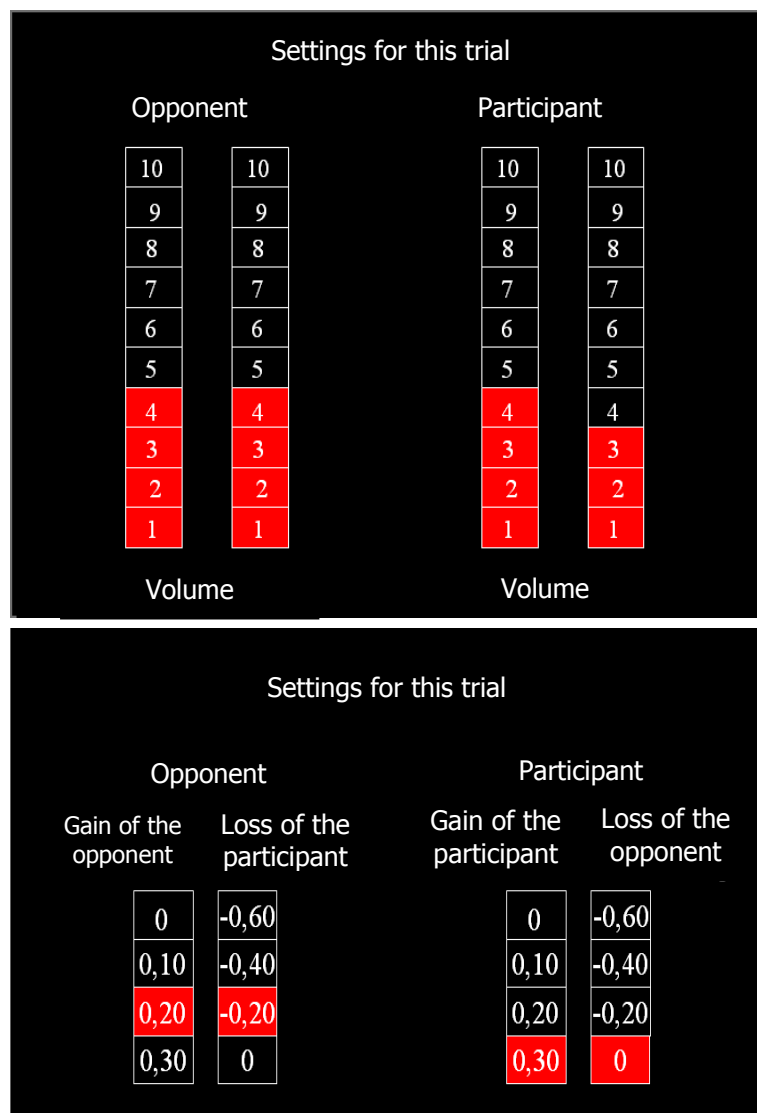 Settings for this trial
Opponent Participant
10 10 10 10
9 9 9 9
8 8 8 8
7 7 7 7
6 6 6 6
5 5 5 5
4 4 4 4
3 3 3 3
2 2 2 2
1 1 1 1
Volume Volume
Settings for this trial
Opponent Participant
Gain of the Loss of the Gain of the Loss of the
opponent participant participant opponent
0 -0,60 0 -0,60
0,10 -0,40 0,10 -0,40
0,20 -0,20 0,20 -0,20
0,30 0 0,30 0